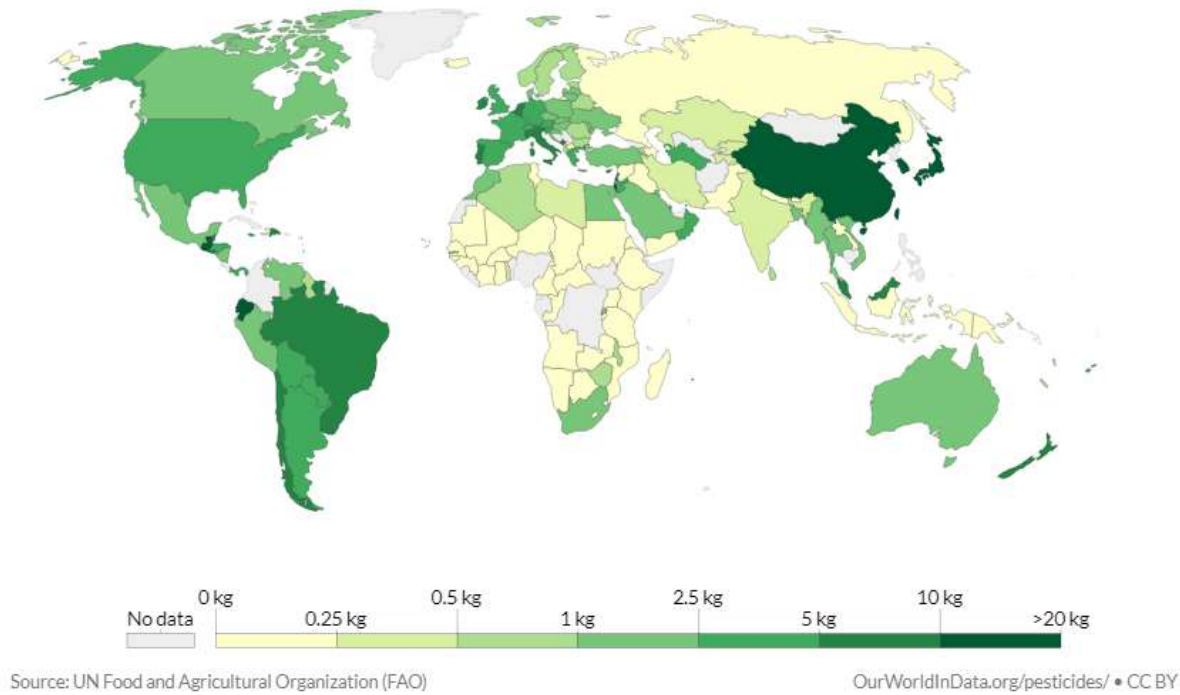 0 kg 0.5 kg 2.5 kg 10 kg
No data 0.25 kg 1 kg 5 kg >20 kg
Source: UN Food and Agricultural Organization (FAO) OurWorldInData.org/pesticides/ • CC BY